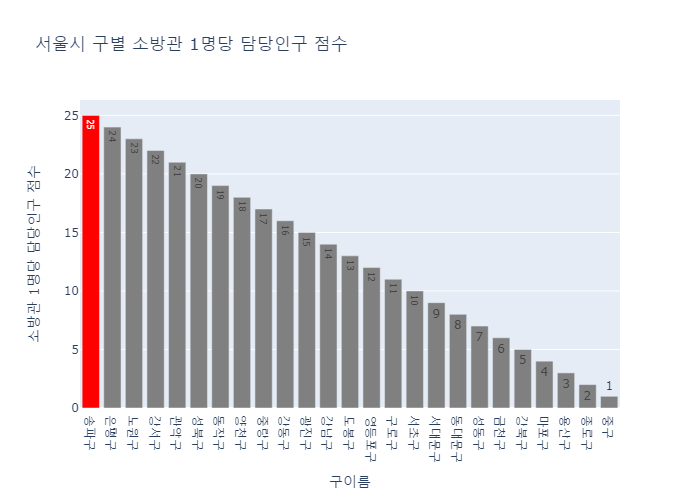 서울시 구별 소방관 1명당 담당인구 점수
소방관 1명당 담당인구 점수
25
20
15
10
5
0
25
24
23
22
21
20
19
18
17
16
15
14
13
12
11
10
9
8
7
6
5
4
3
2
1
송파구
은평구
노원구
강서구
관악구
성북구
동작구
양천구
중랑구
강동구
광진구
강남구
도봉구
영등포구
구로구
서초구
서대문구
동대문구
성동구
금천구
강북구
마포구
용산구
종로구
중구
구이름